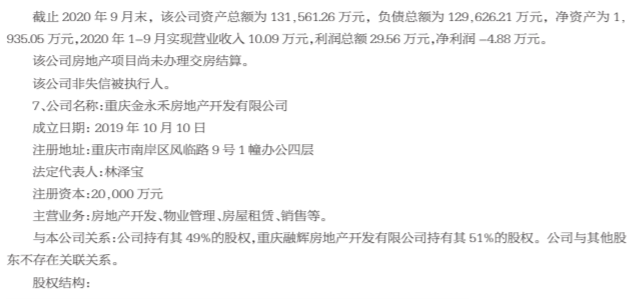 截止 2020 年 9 月末，该公司资产总额为 131,561.26 万元，负债总额为 129,626.21 万元，净资产为 1,
935.05 万元,2020 年 1-9 月实现营业收入 10.09 万元,利润总额 29.56 万元,净利润 -4.88 万元。
该公司房地产项目尚未办理交房结算。
该公司非失信被执行人。
7、公司名称:重庆金永禾房地产开发有限公司
成立日期: 2019 年 10 月 10 日
注册地址:重庆市南岸区风临路 9 号 1 幢办公四层
法定代表人:林泽宝
注册资本:20,000 万元
主营业务:房地产开发、物业管理、房屋租赁、销售等。
与本公司关系:公司持有其 49%的股权,重庆融辉房地产开发有限公司持有其 51%的股权。公司与其他股
东不存在关联关系。
股权结构: